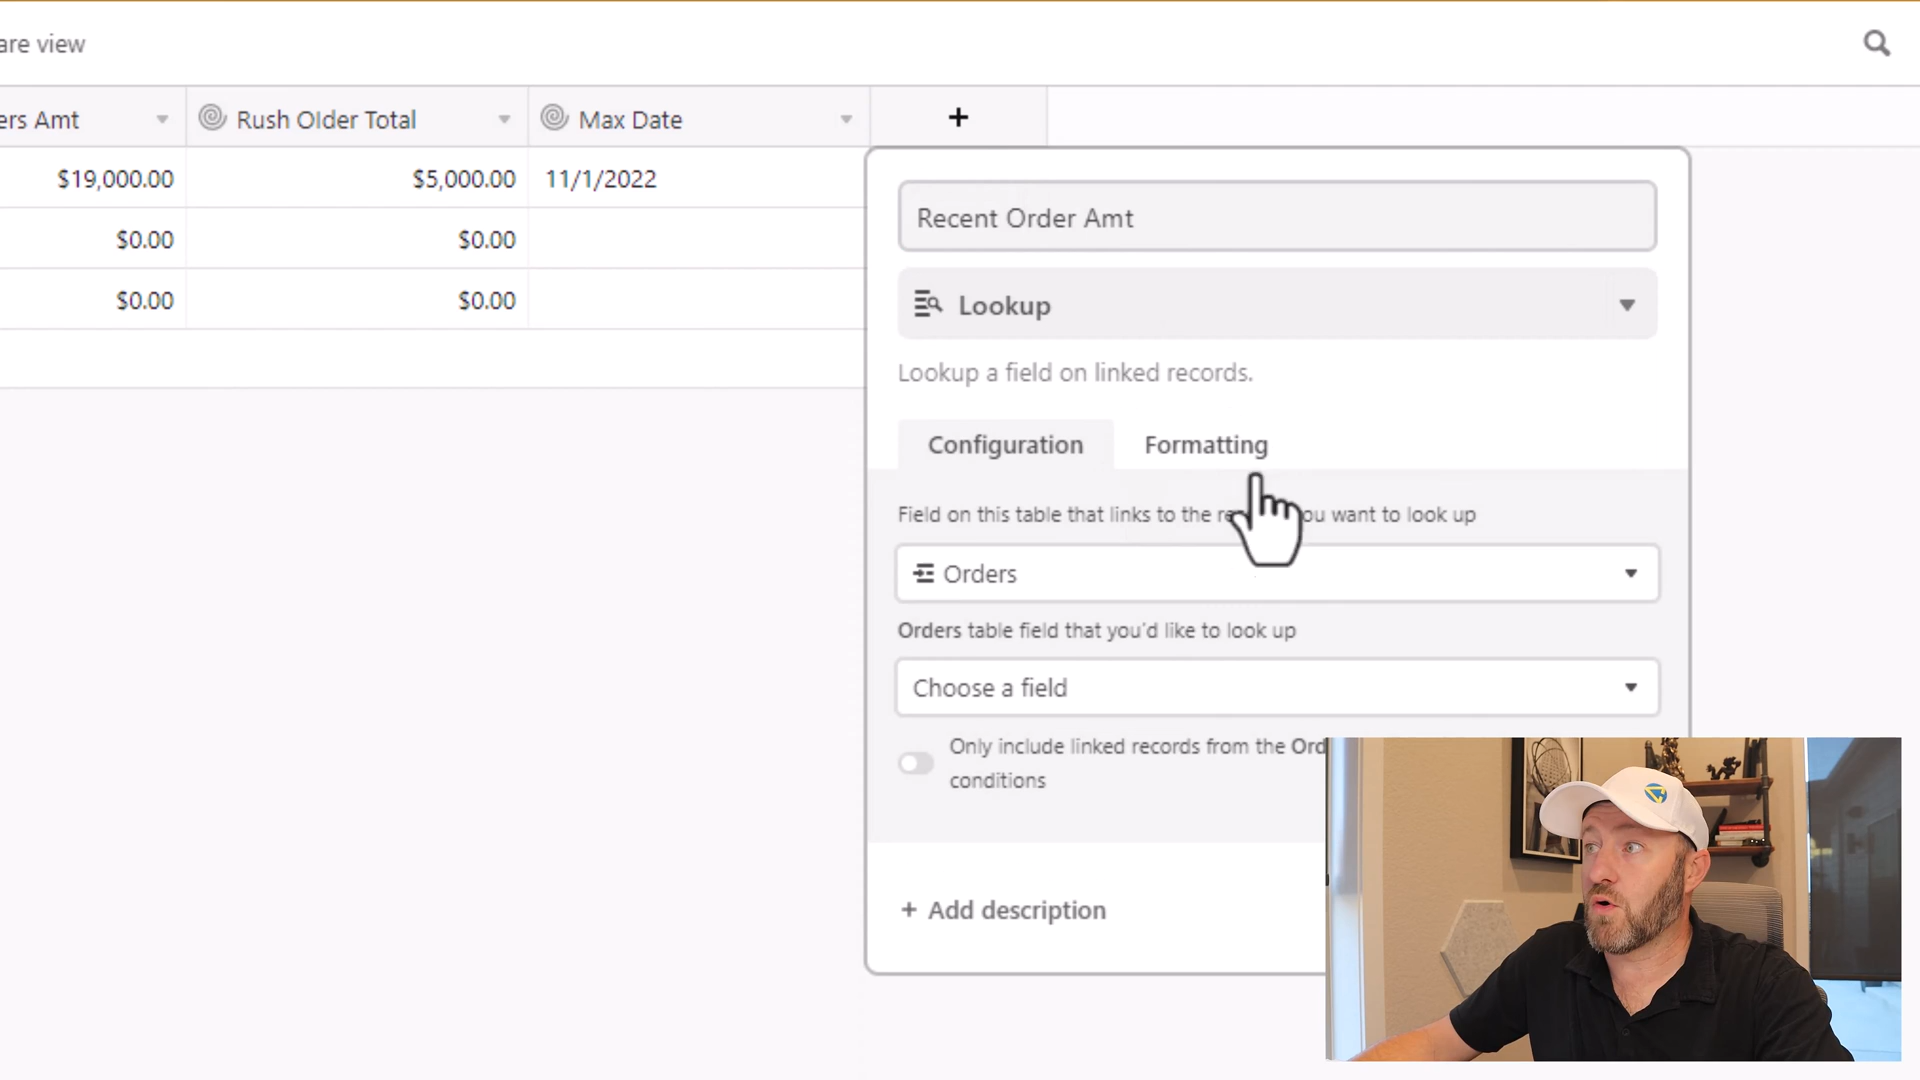 are view
ers Amt
Rush Older Total
Max Date
+
$19,000.00
$5,000.00
11/1/2022
$0.00
$0.00
$0.00
$0.00
Recent Order Amt
Lookup
Lookup a field on linked records.
Configuration
Formatting
Field on this table that links to the re ou want to look up
Orders
Orders table field that you'd like to look up
Choose a field
Only include linked records from the Ord
conditions
+ Add description